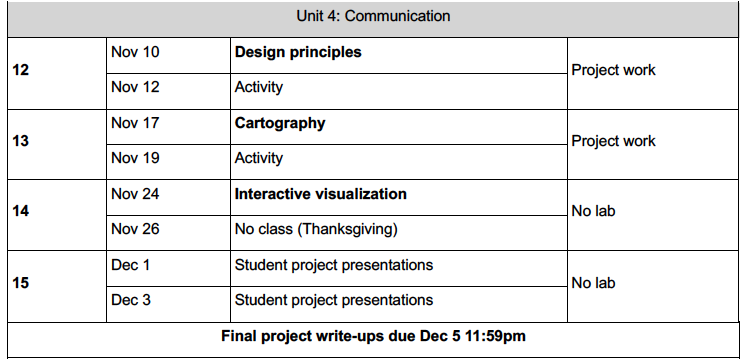 Unit 4: Communication
12
Nov 10
Design principles
Project work
Nov 12
Activity
13
Nov 17
Cartography
Project work
Nov 19
Activity
14
Nov 24
Interactive visualization
No lab
Nov 26
No class (Thanksgiving)
15
Dec 1
Student project presentations
No lab
Dec 3
Student project presentations
Final project write-ups due Dec 5 11:59pm